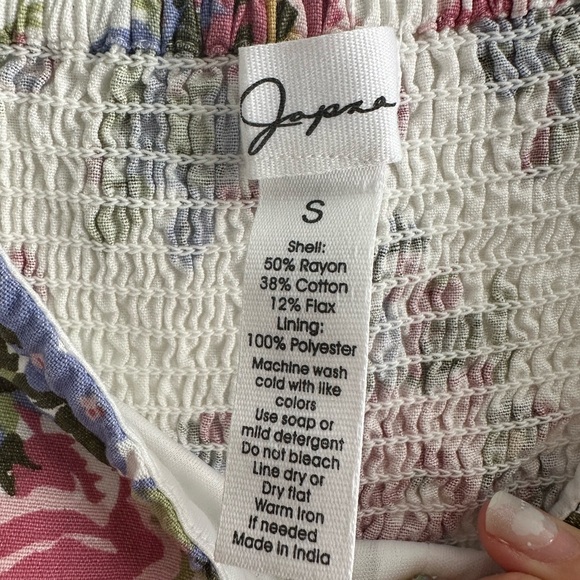 Japna
S
Shell:
50% Rayon
38% Cotton
12% Flax
Lining:
100% Polyester
Machine wash
cold with like
colors
Use soap or
mild detergent
Do not bleach
Line dry or
Dry flat
Warm Iron
if needed
Made in India